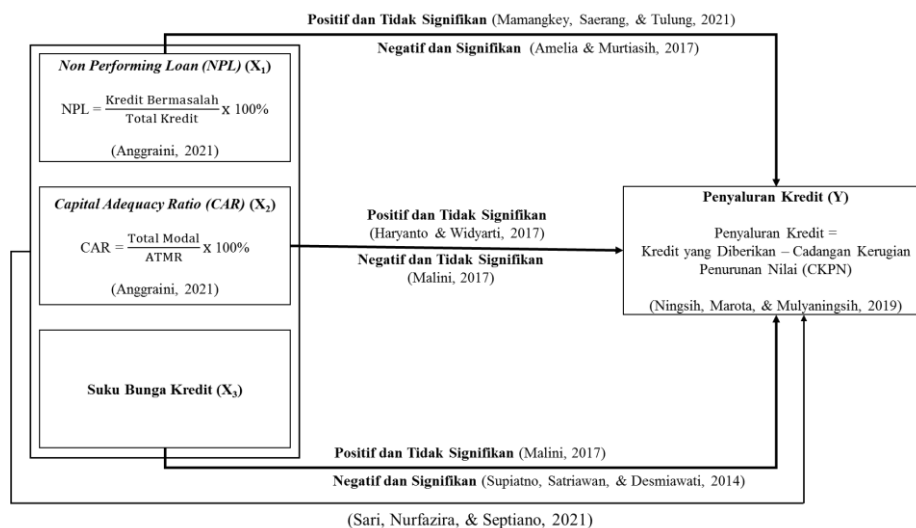 Positif dan Tidak Signifikan (Mamangkey, Saerang, & Tulung, 2021)
Negatif dan Signifikan (Amelia & Murtiasih, 2017)
Non Performing Loan (NPL) (X₁)
NPL = Kredit Bermasalah / Total Kredit x 100%
(Anggraini, 2021)
Capital Adequacy Ratio (CAR) (X₂)
CAR = Total Modal / ATMR x 100%
(Anggraini, 2021)
Suku Bunga Kredit (X₃)
Positif dan Tidak Signifikan
(Haryanto & Widyarti, 2017)
Negatif dan Tidak Signifikan
(Malini, 2017)
Penyaluran Kredit (Y)
Penyaluran Kredit =
Kredit yang Diberikan – Cadangan Kerugian
Penurunan Nilai (CKPN)
(Ningsih, Marota, & Mulyaningsih, 2019)
Positif dan Tidak Signifikan (Malini, 2017)
Negatif dan Signifikan (Supiatno, Satriawan, & Desmiawati, 2014)
(Sari, Nurfazira, & Septiano, 2021)